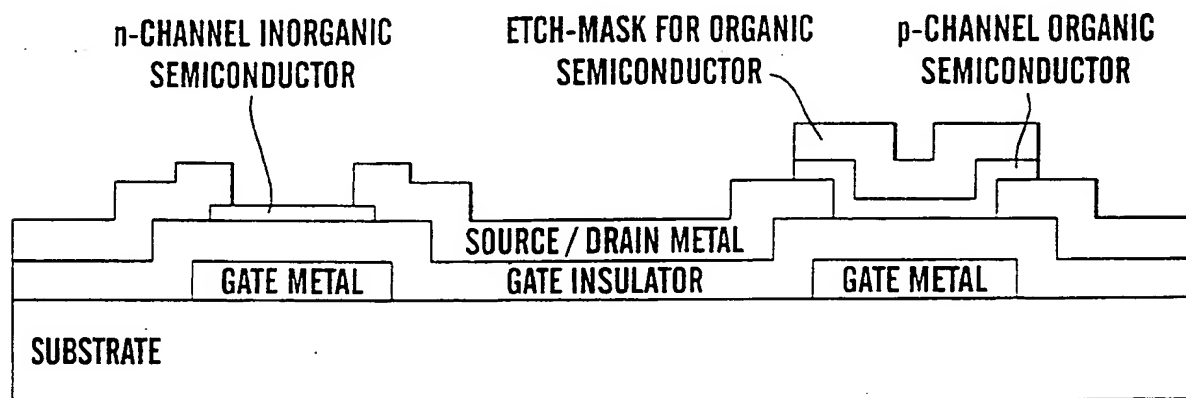 n-CHANNEL INORGANIC
SEMICONDUCTOR
ETCH-MASK FOR ORGANIC
SEMICONDUCTOR
p-CHANNEL ORGANIC
SEMICONDUCTOR
SOURCE / DRAIN METAL
GATE METAL
GATE INSULATOR
GATE METAL
SUBSTRATE